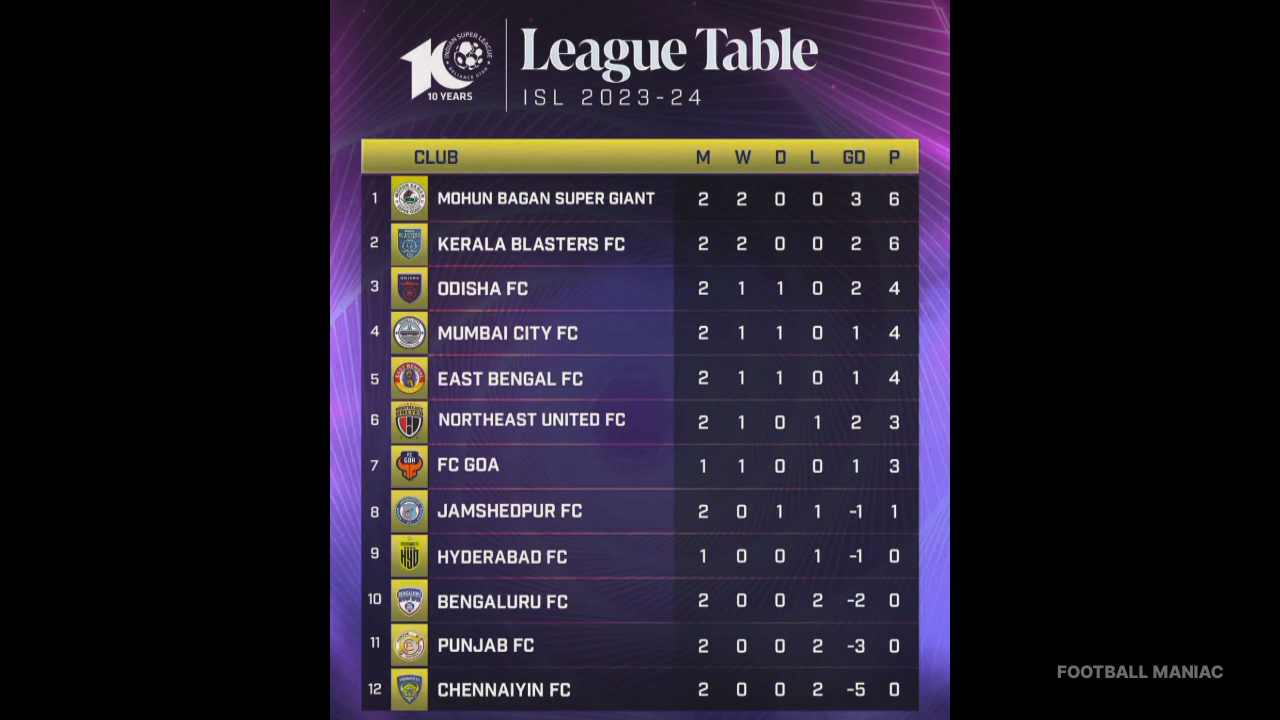 INDIAN SUPER LEAGUE
10 YEARS
League Table
ISL 2023-24
CLUB M W D L GD P
1 MOHUN BAGAN SUPER GIANT 2 2 0 0 3 6
2 KERALA BLASTERS FC 2 2 0 0 2 6
3 ODISHA FC 2 1 1 0 2 4
4 MUMBAI CITY FC 2 1 1 0 1 4
5 EAST BENGAL FC 2 1 1 0 1 4
6 NORTHEAST UNITED FC 2 1 0 1 2 3
7 FC GOA 1 1 0 0 1 3
8 JAMSHEDPUR FC 2 0 1 1 -1 1
9 HYDERABAD FC 1 0 0 1 -1 0
10 BENGALURU FC 2 0 0 2 -2 0
11 PUNJAB FC 2 0 0 2 -3 0
12 CHENNAIYIN FC 2 0 0 2 -5 0
FOOTBALL MANIAC